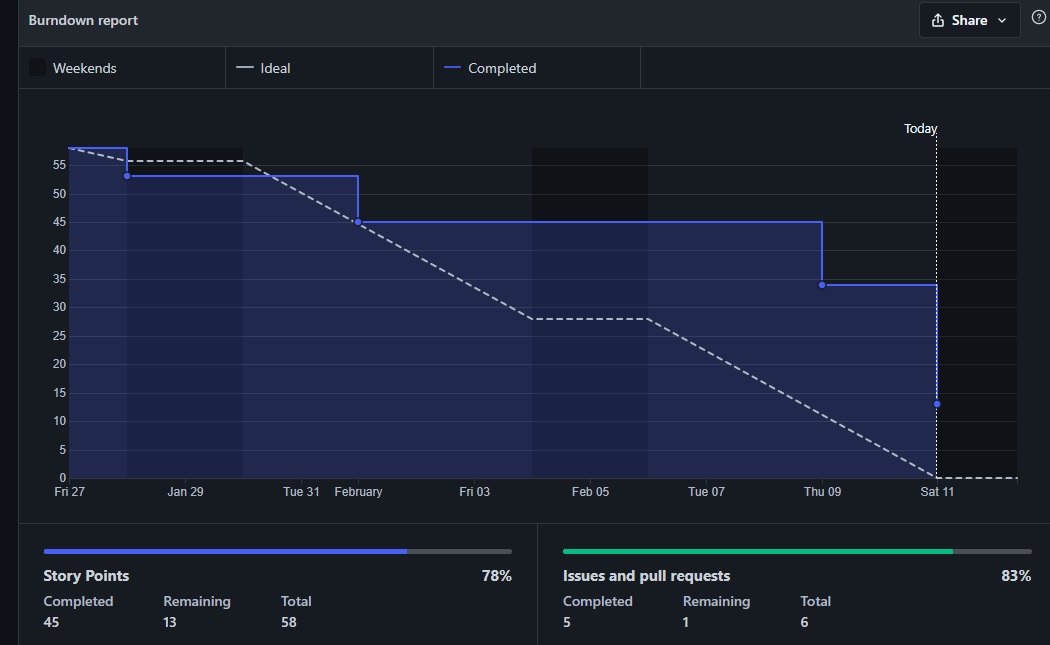 Burndown report
Share
Weekends
Ideal
Completed
Today
55
50
45
40
35
30
25
20
15
10
5
0
Fri 27 Jan 29 Tue 31 February Fri 03 Feb 05 Tue 07 Thu 09 Sat 11
Story Points 78%
Completed Remaining Total
45 13 58
Issues and pull requests 83%
Completed Remaining Total
5 1 6